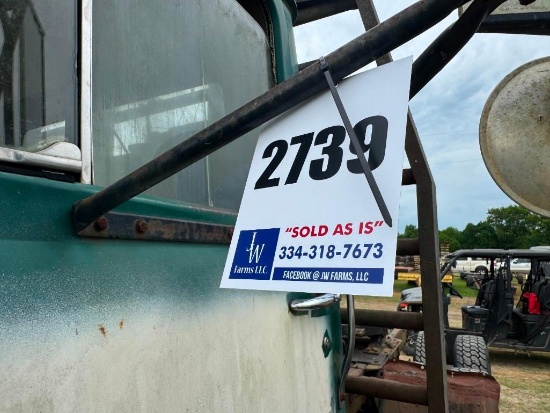 2739
"SOLD AS IS"
JW
Farms LLC
334-318-7673
FACEBOOK @ JW FARMS, LLC